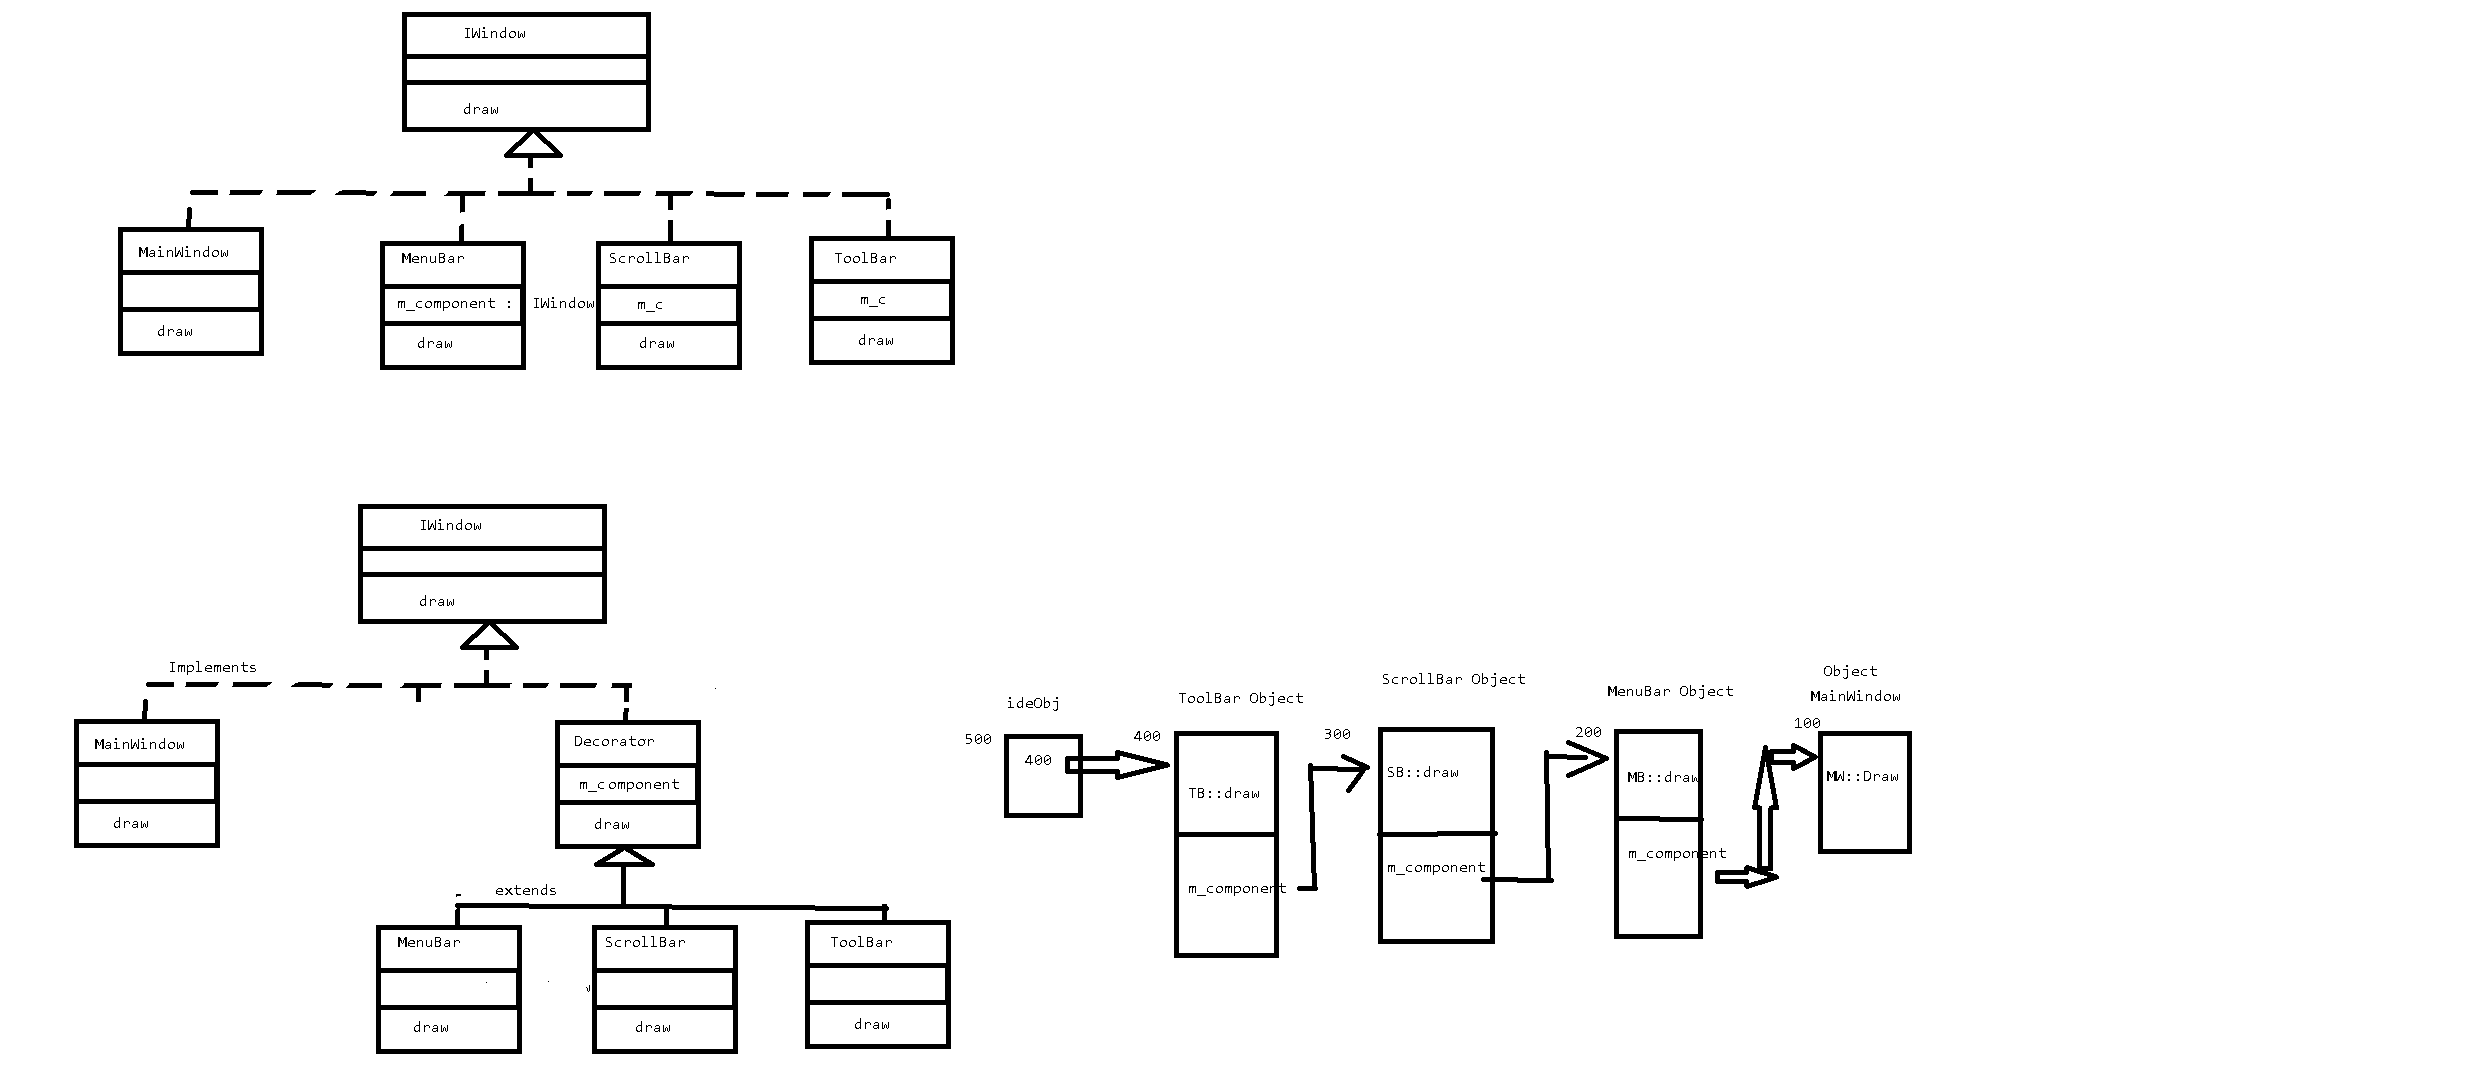 IWindow
draw
MainWindow
draw
MenuBar
m_component : IWindow
draw
ScrollBar
m_c
draw
ToolBar
m_c
draw
IWindow
draw
Implements
MainWindow
draw
Decorator
m_component
draw
extends
MenuBar
draw
ScrollBar
draw
ToolBar
draw
ideObj
500
400
ToolBar Object
400
TB::draw
m_component
ScrollBar Object
300
SB::draw
m_component
MenuBar Object
200
MB::draw
m_component
Object
MainWindow
100
MW::Draw